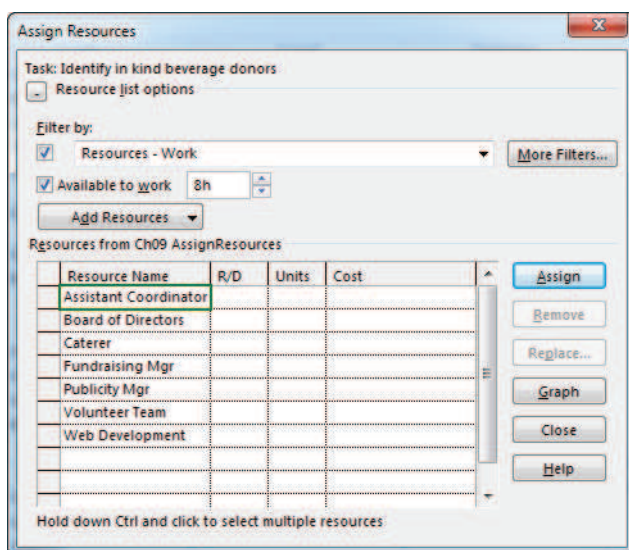 Assign Resources
Task: Identify in kind beverage donors
- Resource list options
Filter by:
Resources - Work
More Filters...
Available to work 8h
Add Resources
Resources from Ch09 AssignResources
Resource Name R/D Units Cost
Assistant Coordinator
Board of Directors
Caterer
Fundraising Mgr
Publicity Mgr
Volunteer Team
Web Development
Assign
Remove
Replace...
Graph
Close
Help
Hold down Ctrl and click to select multiple resources